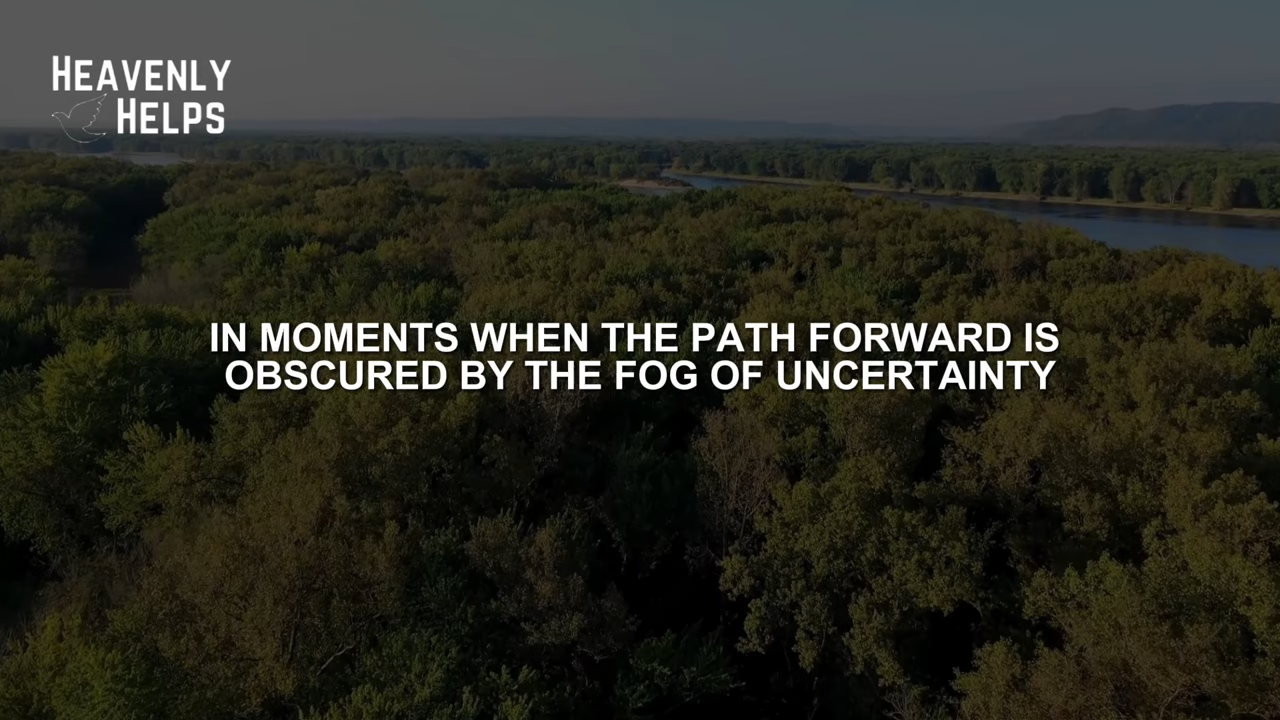 HEAVENLY
HELPS
IN MOMENTS WHEN THE PATH FORWARD IS
OBSCURED BY THE FOG OF UNCERTAINTY